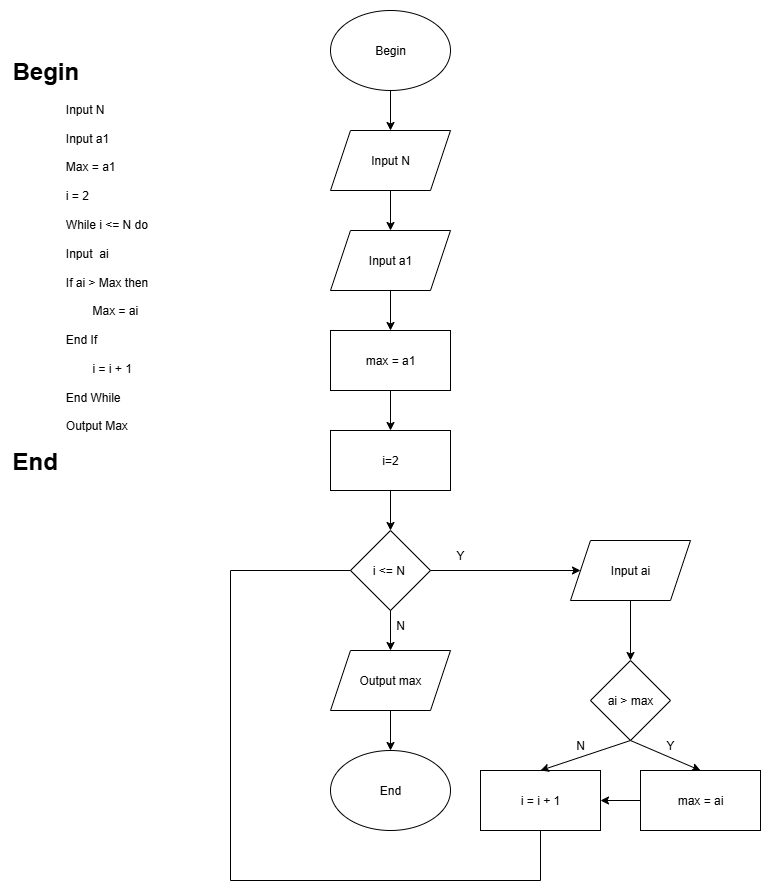 Begin
Input N
Input a1
Max = a1
i = 2
While i <= N do
Input  ai
If ai > Max then
Max = ai
End If
i = i + 1
End While
Output Max
End
Begin
Input N
Input a1
max = a1
i=2
i <= N
Y
Input ai
N
Output max
ai > max
N
Y
End
i = i + 1
max = ai